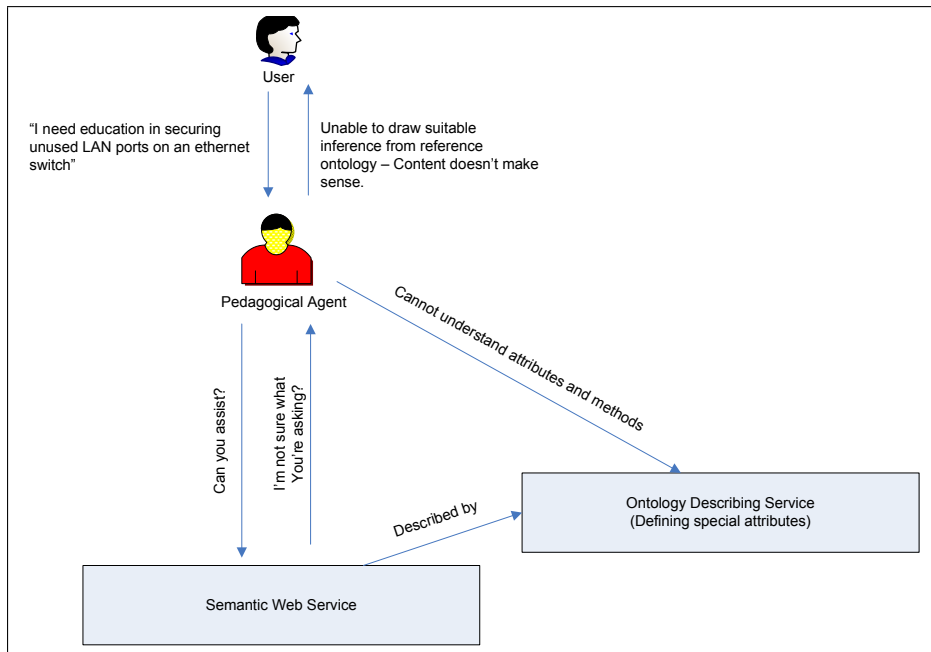 User
“I need education in securing
unused LAN ports on an ethernet
switch”
Unable to draw suitable
inference from reference
ontology – Content doesn’t make
sense.
Pedagogical Agent
Cannot understand attributes and methods
Can you assist?
I’m not sure what
You’re asking?
Described by
Ontology Describing Service
(Defining special attributes)
Semantic Web Service